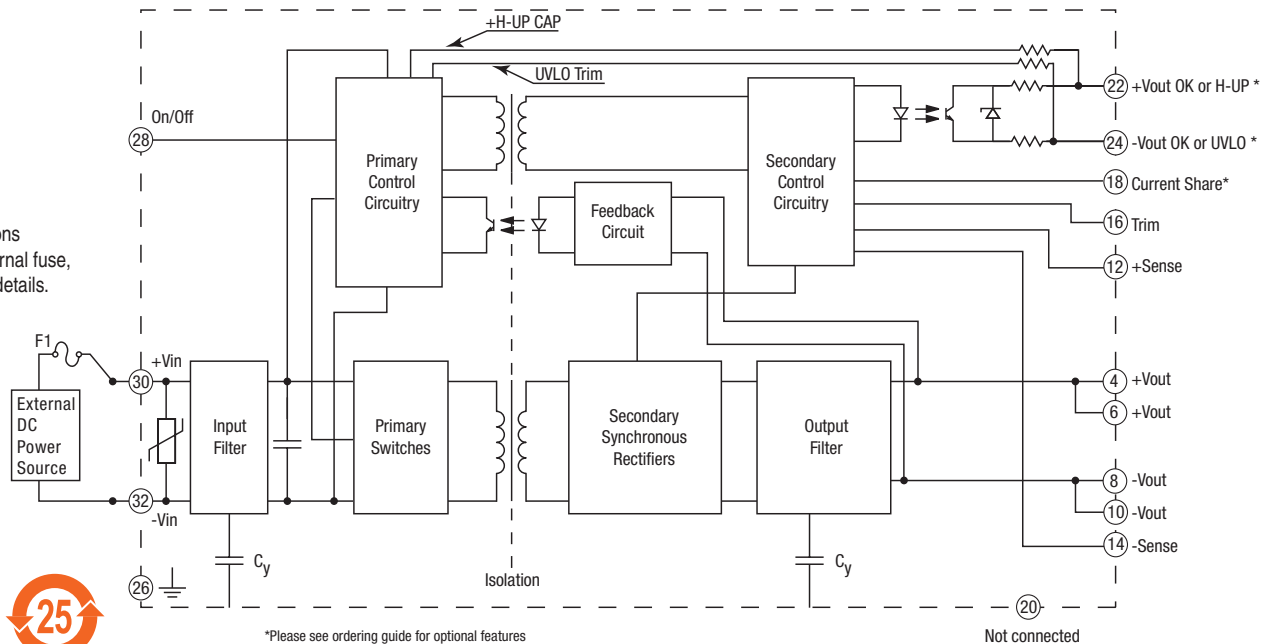 +H-UP CAP
UVLO Trim
On/Off
28
Primary
Control
Circuitry
Secondary
Control
Circuitry
Feedback
Circuit
22 +Vout OK or H-UP *
24 -Vout OK or UVLO *
18 Current Share*
16 Trim
12 +Sense
ons
rnal fuse,
details.
F1
+Vin
30
External
DC
Power
Source
32
-Vin
Input
Filter
Primary
Switches
Secondary
Synchronous
Rectifiers
Output
Filter
4 +Vout
6 +Vout
8 -Vout
10 -Vout
14 -Sense
Cy
Cy
Isolation
26
25
20
Not connected
*Please see ordering guide for optional features